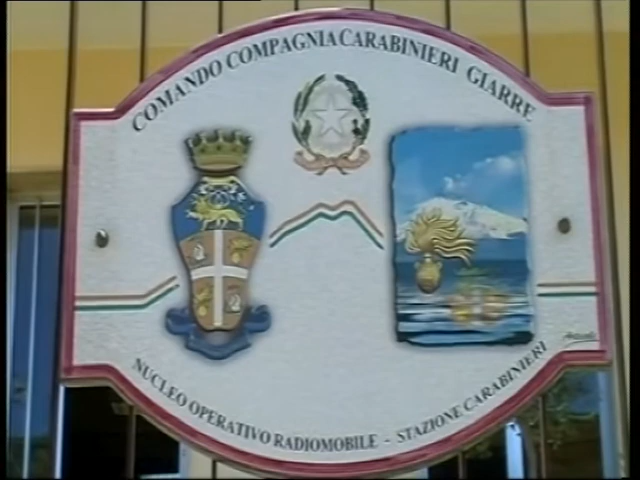 COMANDO COMPAGNIA CARABINIERI GIARRE
NUCLEO OPERATIVO RADIOMOBILE - STAZIONE CARABINIERI